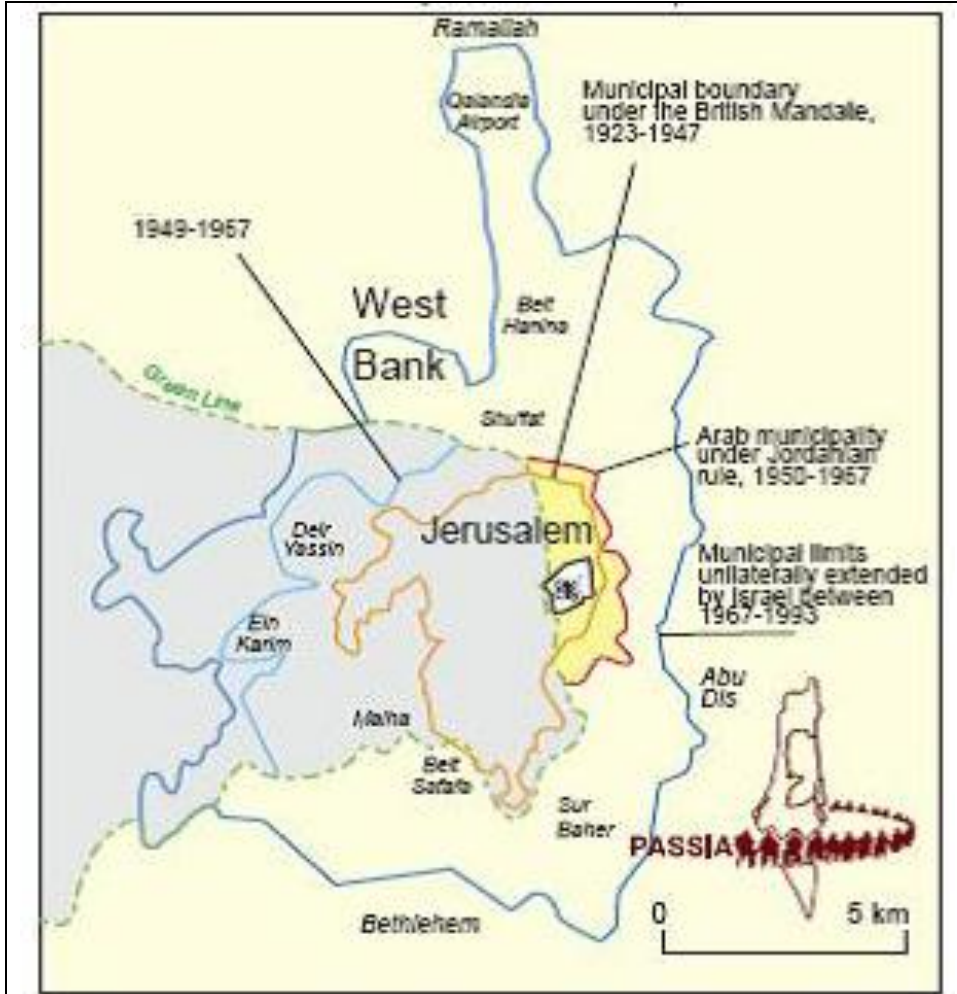 Ramallah
Qalandia
Airport
Municipal boundary
under the British Mandate,
1923-1947
1949-1967
West
Bank
Beit
Hanina
Green Line
Shuffat
Arab municipality
under Jordanian
rule, 1950-1967
Jerusalem
Deir
Yassin
Municipal limits
unilaterally extended
by Israel between
1967-1993
Ein
Karim
Abu
Dis
Malha
Beit
Safafa
Sur
Baher
PASSIA
0 5 km
Bethlehem